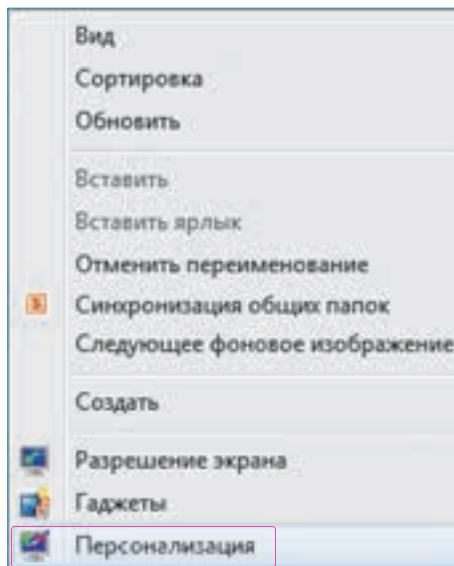 Вид
Сортировка
Обновить
Вставить
Вставить ярлык
Отменить переименование
Синхронизация общих папок
Следующее фоновое изображение
Создать
Разрешение экрана
Гаджеты
Персонализация